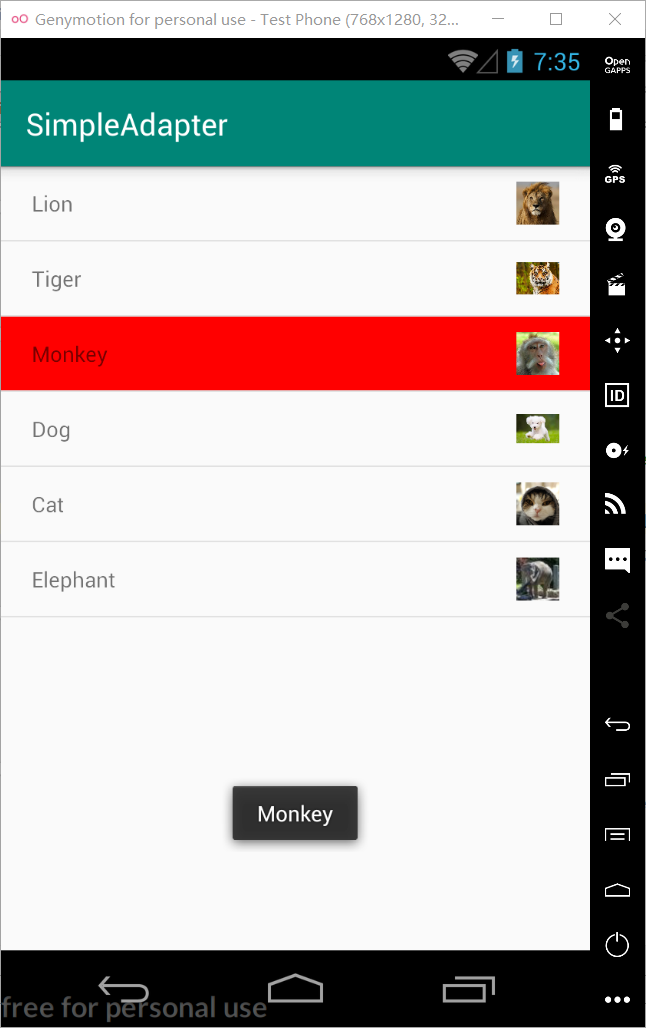 Genymotion for personal use - Test Phone (768x1280, 32...
7:35
SimpleAdapter
Lion
Tiger
Monkey
Dog
Cat
Elephant
Monkey
free for personal use
Open
GAPPS
GPS
ID